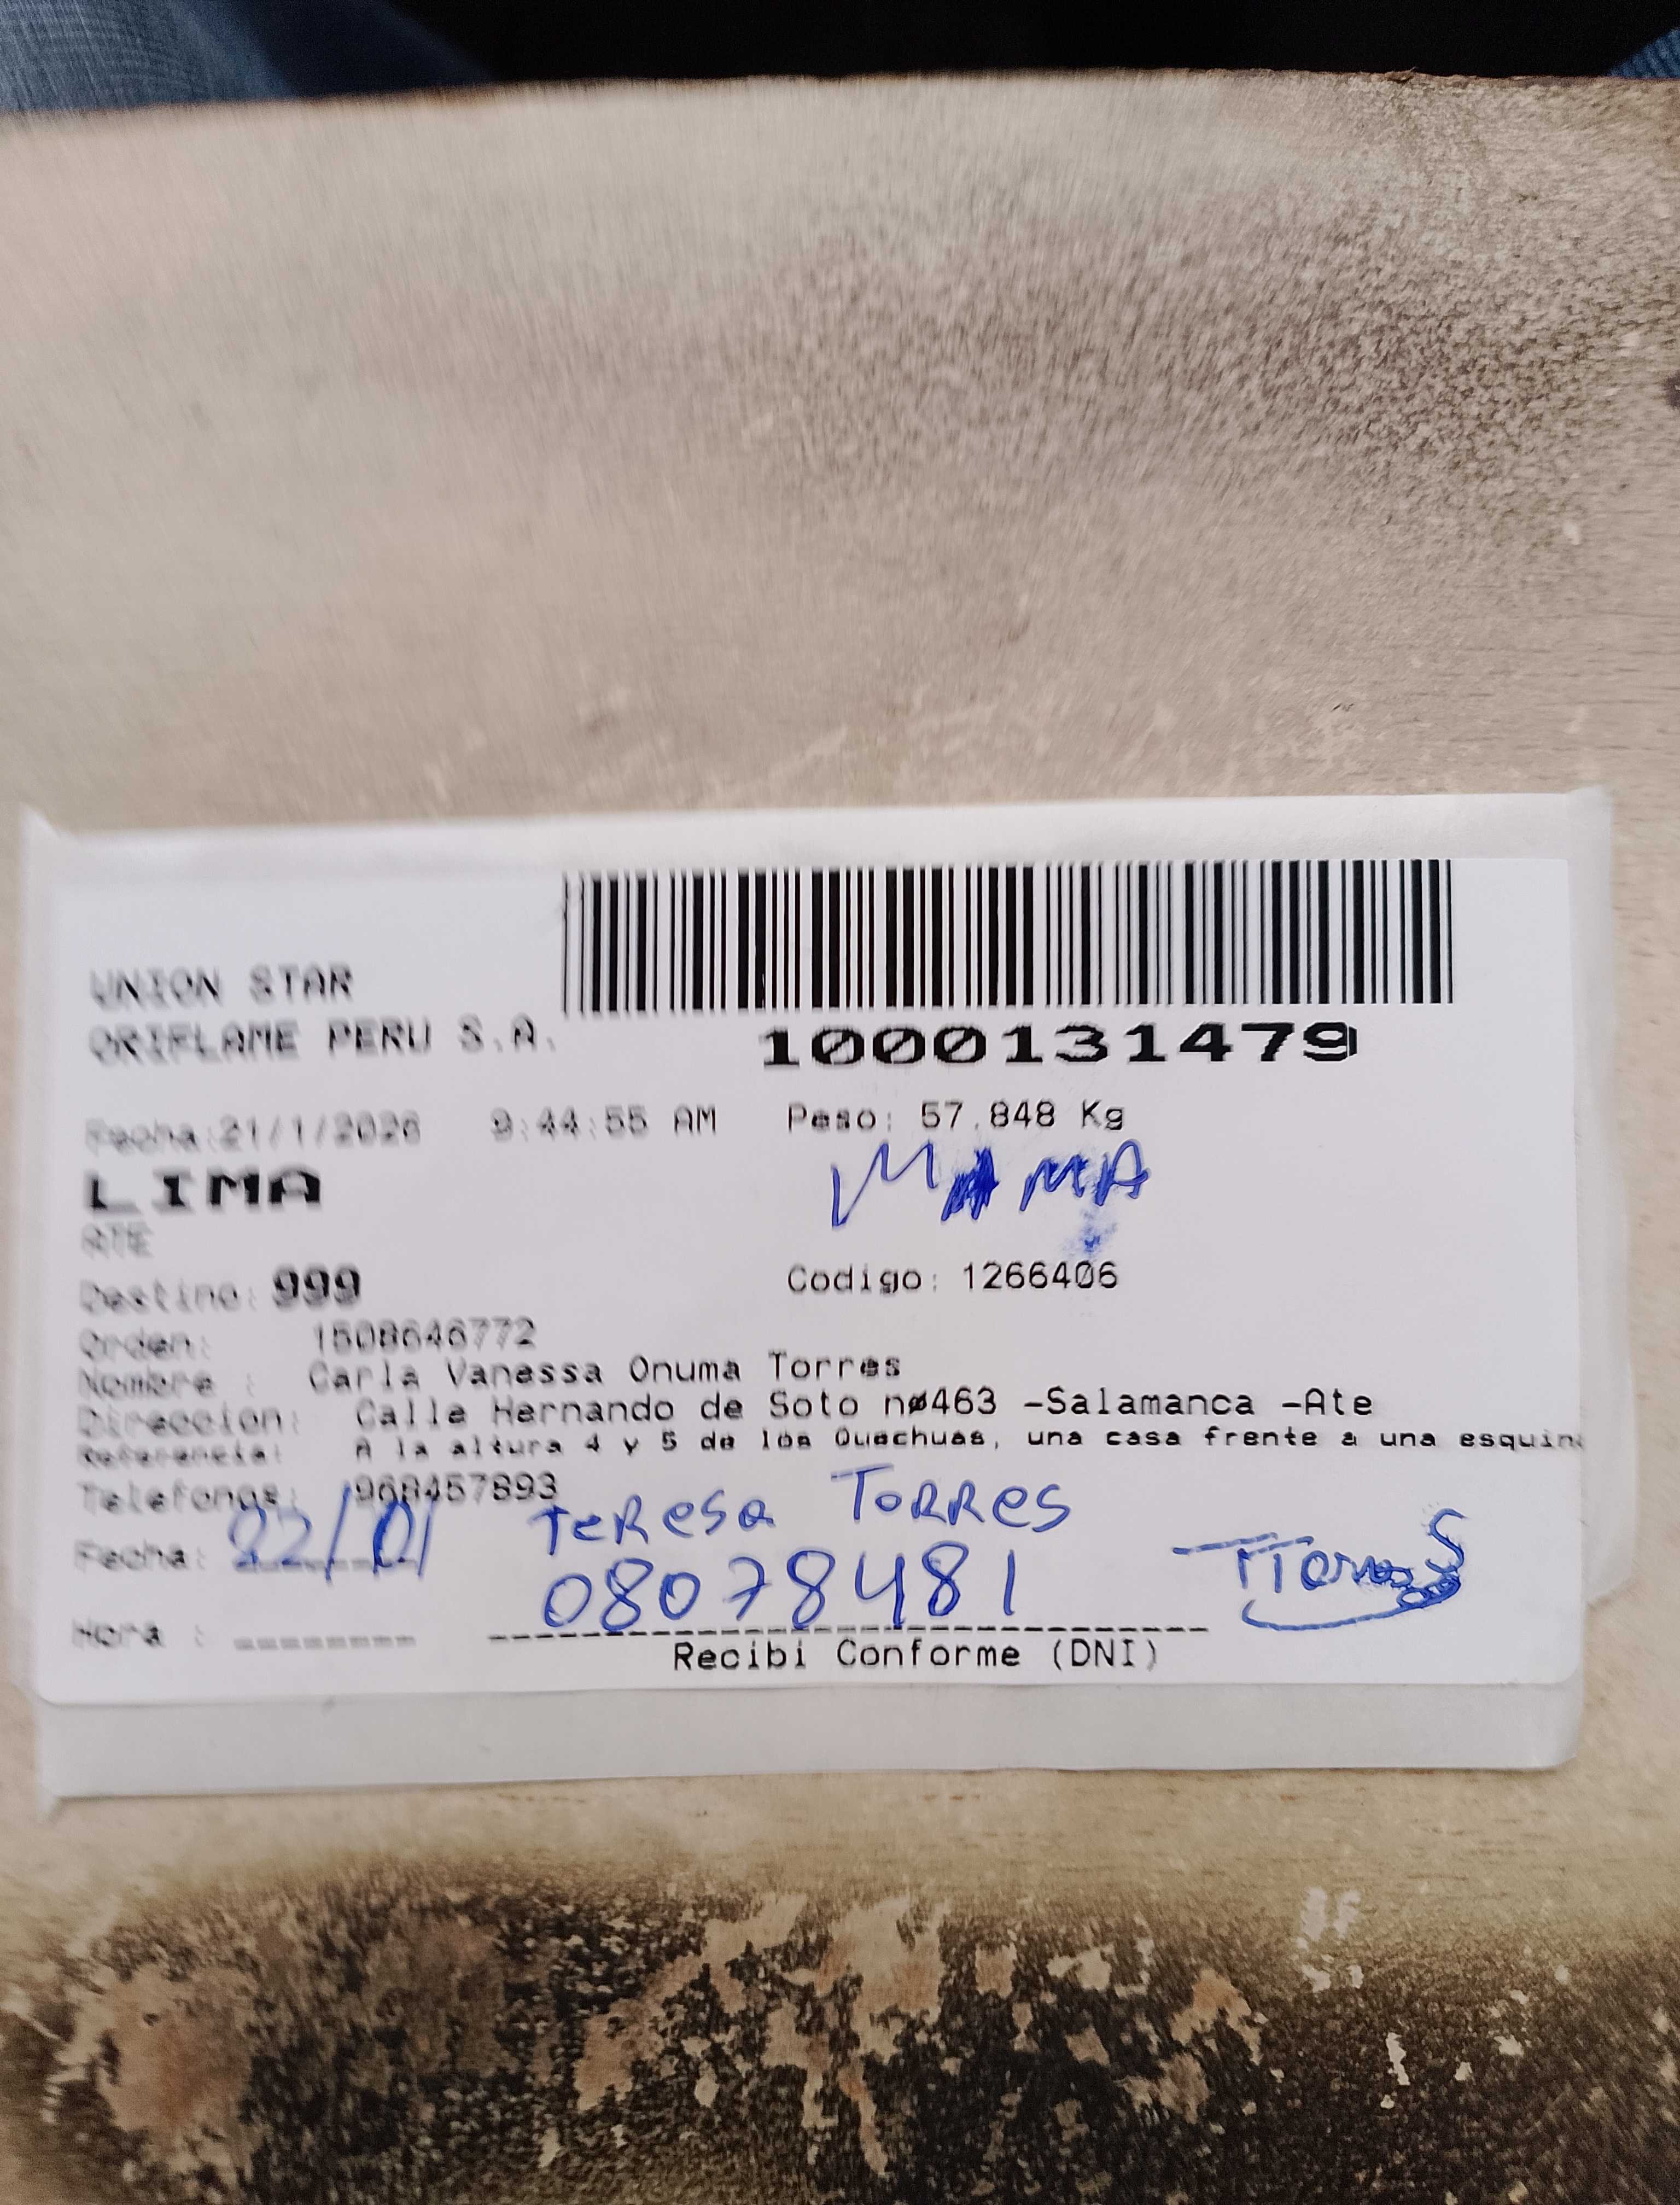 UNION STAR
ORIFLAME PERU S.A.
1000131479
Fecha:21/1/2026 9:44:55 AM Peso: 57.848 Kg
LIMA
MAMA
ATE
Destino: 999 Codigo: 1266406
Orden: 1508646772
Nombre : Carla Vanessa Onuma Torres
Direccion: Calle Hernando de Soto nø463 -Salamanca -Ate
Referencia: A la altura 4 y 5 de los Quechuas, una casa frente a una esquina
Telefonos: 968457893
Teresa Torres
Fecha: 22/01
08078481
TTorres
Hora :
Recibi Conforme (DNI)